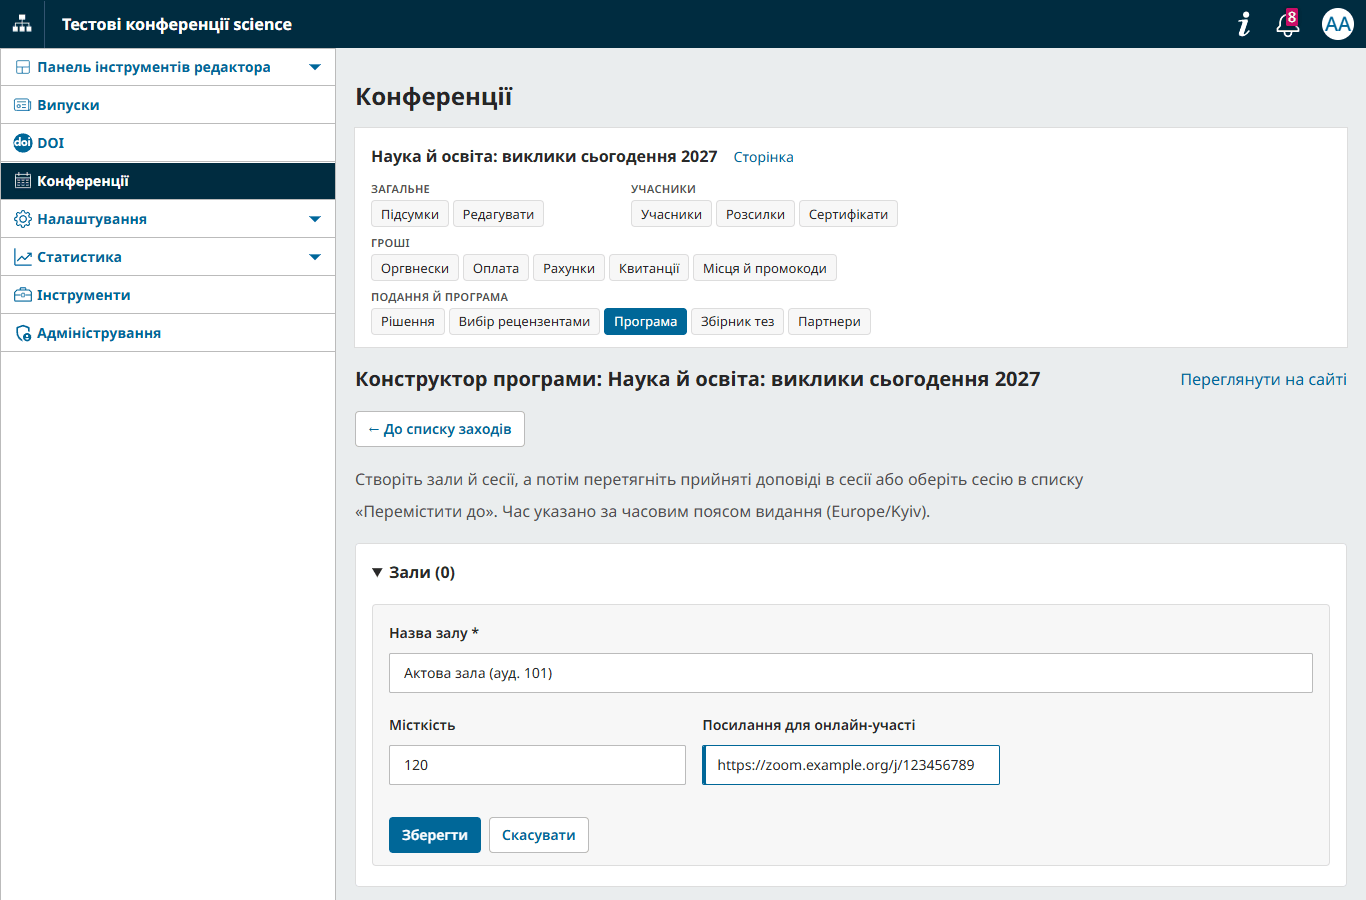 Тестові конференції science
8
AA
Панель інструментів редактора
Випуски
doi DOI
Конференції
Налаштування
Статистика
Інструменти
Адміністрування
Конференції
Наука й освіта: виклики сьогодення 2027 Сторінка
ЗАГАЛЬНЕ УЧАСНИКИ
Підсумки Редагувати Учасники Розсилки Сертифікати
ГРОШІ
Оргвнески Оплата Рахунки Квитанції Місця й промокоди
ПОДАННЯ Й ПРОГРАМА
Рішення Вибір рецензентами Програма Збірник тез Партнери
Конструктор програми: Наука й освіта: виклики сьогодення 2027 Переглянути на сайті
← До списку заходів
Створіть зали й сесії, а потім перетягніть прийняті доповіді в сесії або оберіть сесію в списку
«Перемістити до». Час указано за часовим поясом видання (Europe/Kyiv).
▼ Зали (0)
Назва залу *
Актова зала (ауд. 101)
Місткість Посилання для онлайн-участі
120 https://zoom.example.org/j/123456789
Зберегти Скасувати